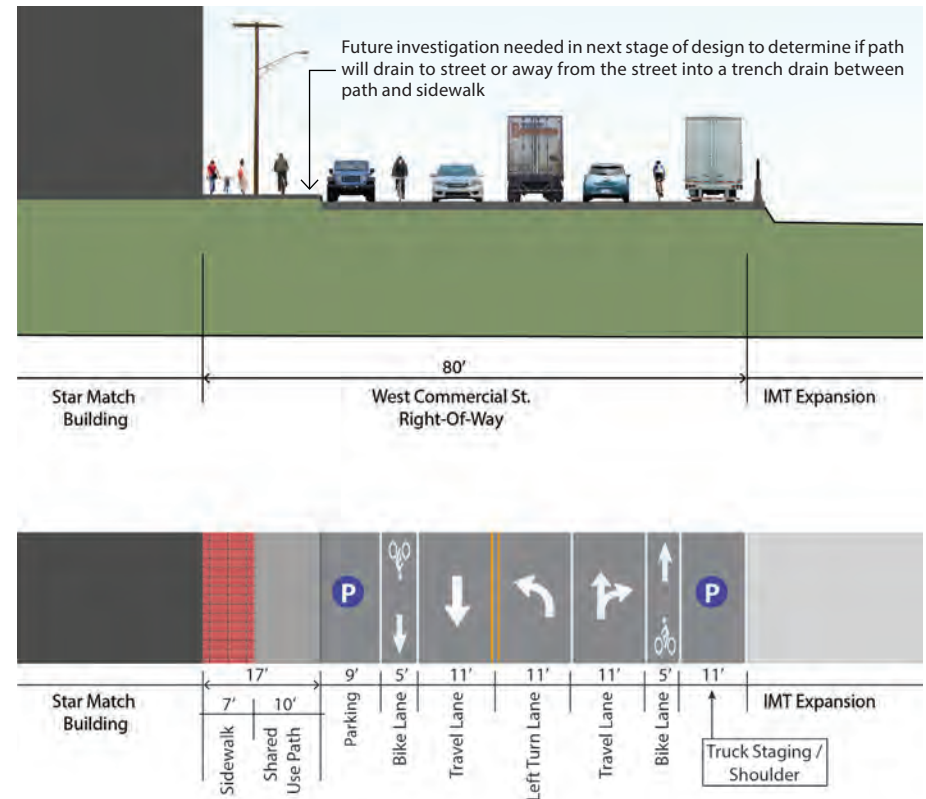 Future investigation needed in next stage of design to determine if path
will drain to street or away from the street into a trench drain between
path and sidewalk
80’
Star Match
Building
West Commercial St.
Right-Of-Way
IMT Expansion
P
P
17’
9’
5’
11’
11’
11’
5’
11’
Star Match
Building
7’
10’
Sidewalk
Shared
Use Path
Parking
Bike Lane
Travel Lane
Left Turn Lane
Travel Lane
Bike Lane
IMT Expansion
Truck Staging /
Shoulder